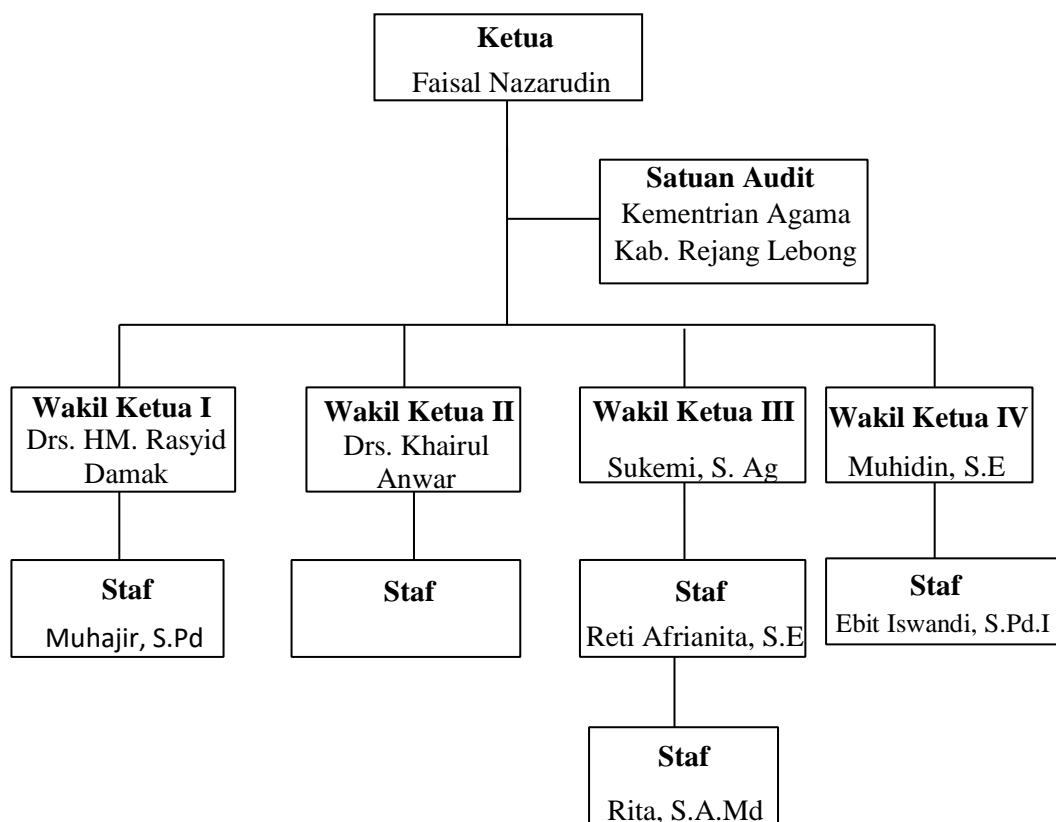 Ketua
Faisal Nazarudin
Satuan Audit
Kementrian Agama
Kab. Rejang Lebong
Wakil Ketua I
Drs. HM. Rasyid
Damak
Wakil Ketua II
Drs. Khairul
Anwar
Wakil Ketua III
Sukemi, S. Ag
Wakil Ketua IV
Muhidin, S.E
Staf
Muhajir, S.Pd
Staf
Staf
Reti Afrianita, S.E
Staf
Ebit Iswandi, S.Pd.I
Staf
Rita, S.A.Md